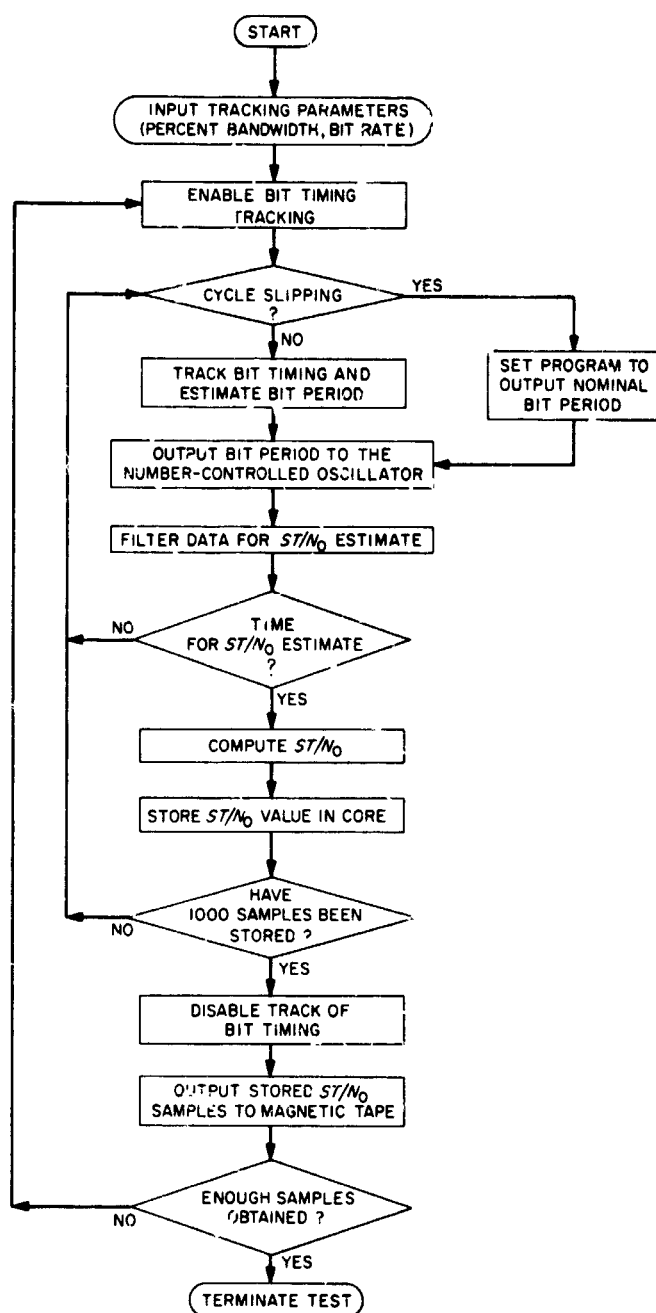 START
INPUT TRACKING PARAMETERS
(PERCENT BANDWIDTH, BIT RATE)
ENABLE BIT TIMING
TRACKING
CYCLE SLIPPING
?
YES
NO
TRACK BIT TIMING AND
ESTIMATE BIT PERIOD
SET PROGRAM TO
OUTPUT NOMINAL
BIT PERIOD
OUTPUT BIT PERIOD TO THE
NUMBER-CONTROLLED OSCILLATOR
FILTER DATA FOR ST/N₀ ESTIMATE
TIME
FOR ST/N₀ ESTIMATE
?
NO
YES
COMPUTE ST/N₀
STORE ST/N₀ VALUE IN CORE
HAVE
1000 SAMPLES BEEN
STORED ?
NO
YES
DISABLE TRACK OF
BIT TIMING
OUTPUT STORED ST/N₀
SAMPLES TO MAGNETIC TAPE
ENOUGH SAMPLES
OBTAINED ?
NO
YES
TERMINATE TEST